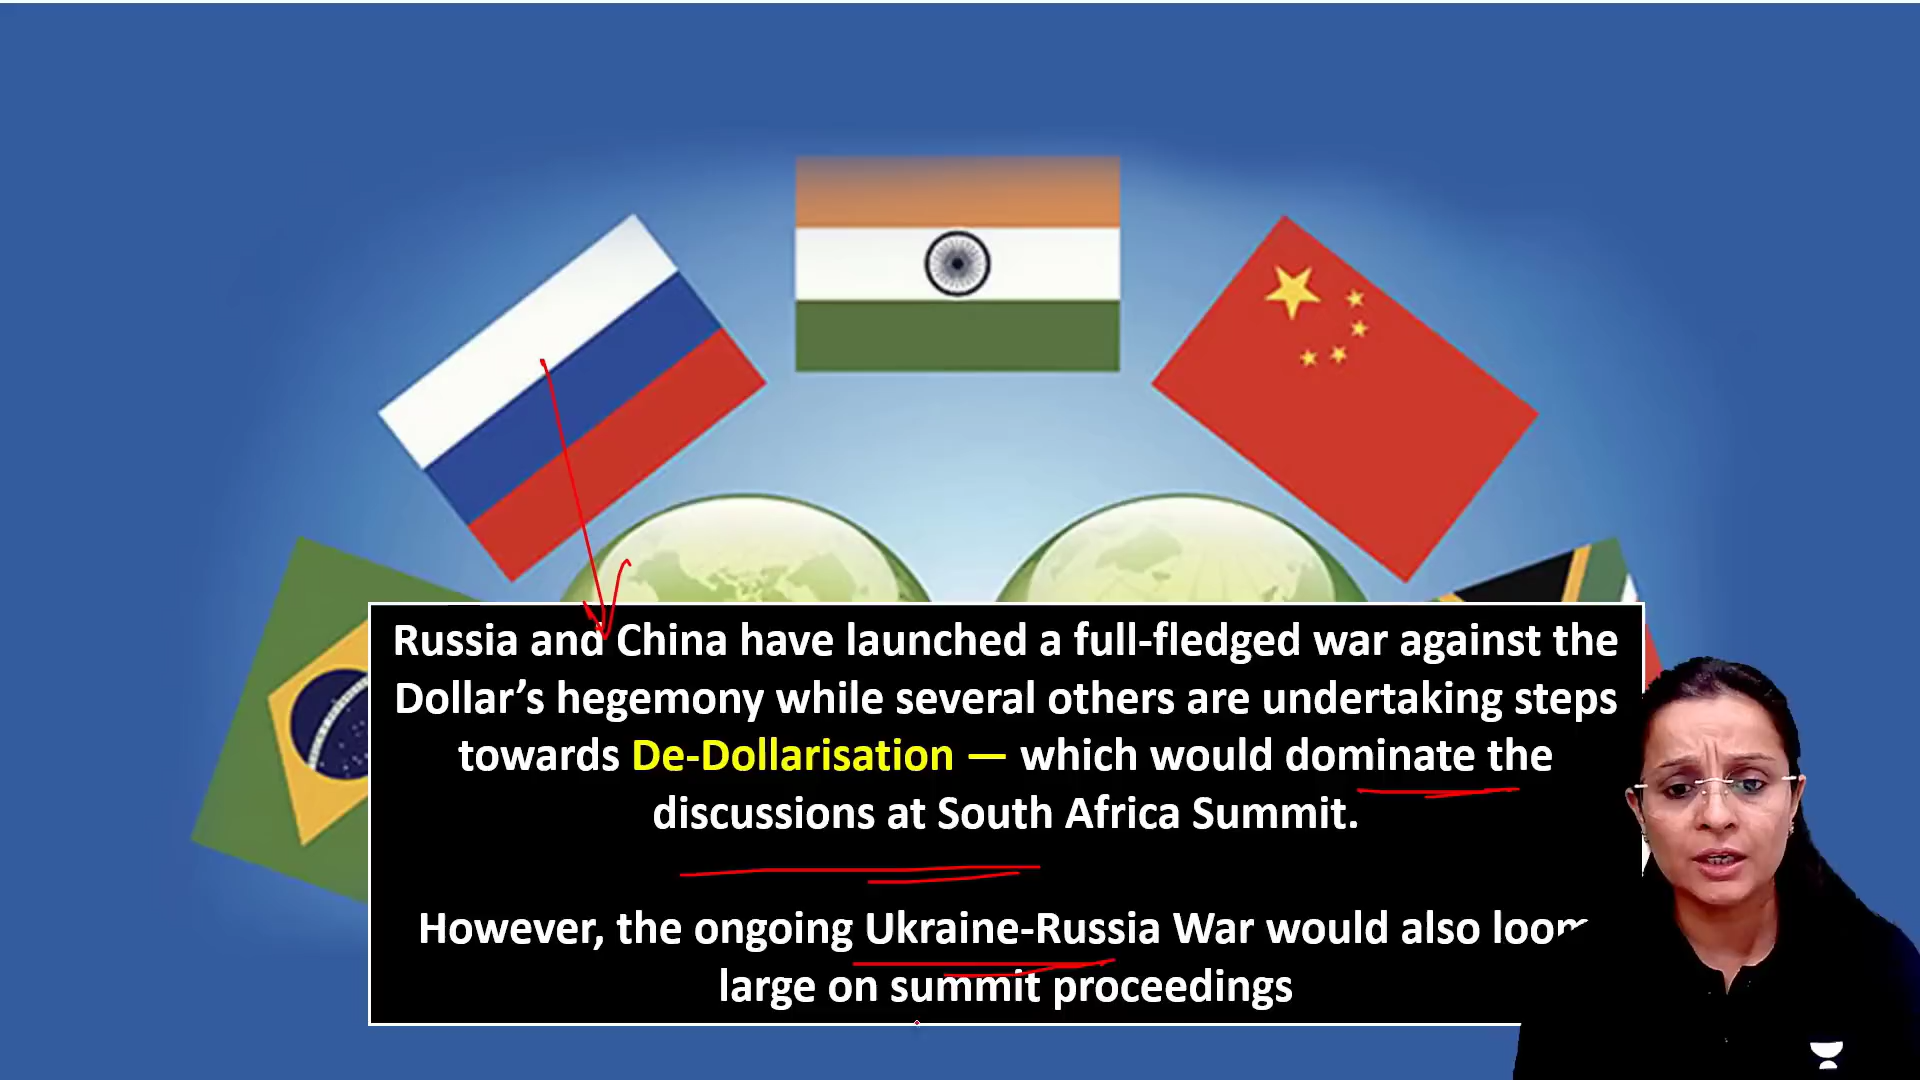 Russia and China have launched a full-fledged war against the
Dollar’s hegemony while several others are undertaking steps
towards De-Dollarisation — which would dominate the
discussions at South Africa Summit.
However, the ongoing Ukraine-Russia War would also loom
large on summit proceedings